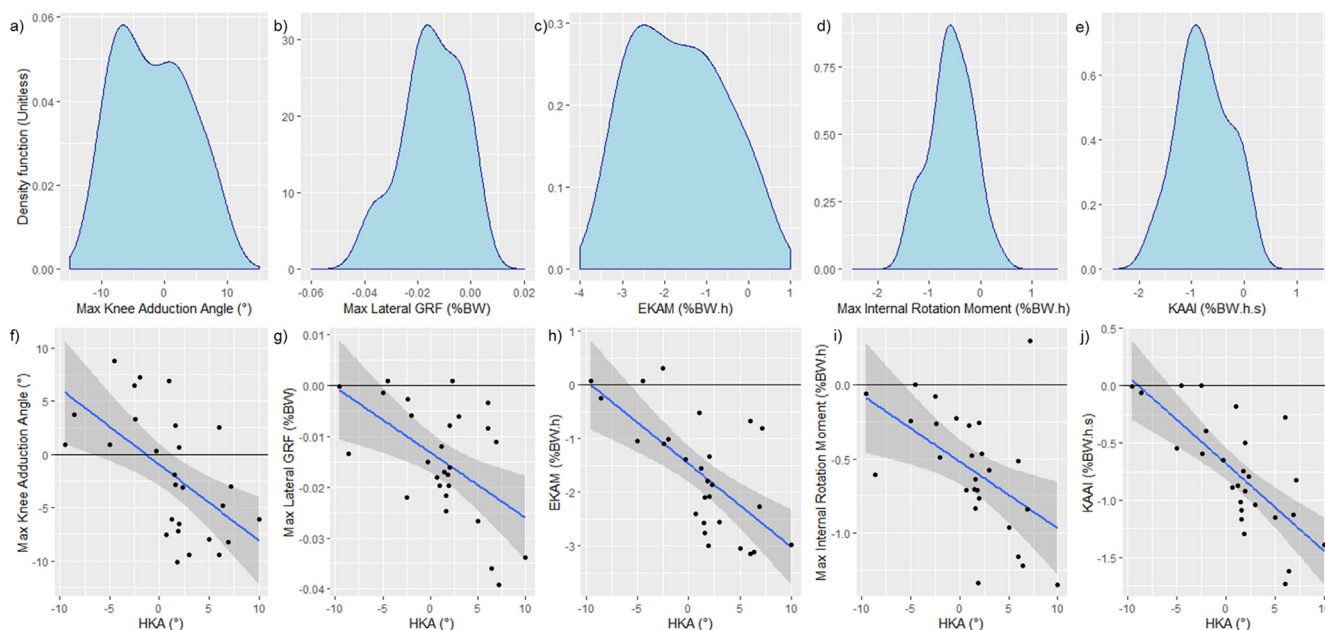 a) b) c) d) e)
Density function (Unitless)
0.06
0.04
0.02
0.00
-10 0 10
Max Knee Adduction Angle (°)
30
20
10
0
-0.06 -0.04 -0.02 0.00 0.02
Max Lateral GRF (%BW)
0.3
0.2
0.1
0.0
-4 -3 -2 -1 0 1
EKAM (%BW.h)
0.75
0.50
0.25
0.00
-2 -1 0 1
Max Internal Rotation Moment (%BW.h)
0.6
0.4
0.2
0.0
-2 -1 0 1
KAAI (%BW.h.s)
f) g) h) i) j)
Max Knee Adduction Angle (°)
10
5
0
-5
-10
-10 -5 0 5 10
HKA (°)
Max Lateral GRF (%BW)
0.01
0.00
-0.01
-0.02
-0.03
-0.04
-10 -5 0 5 10
HKA (°)
EKAM (%BW.h)
1
0
-1
-2
-3
-10 -5 0 5 10
HKA (°)
Max Internal Rotation Moment (%BW.h)
0.0
-0.5
-1.0
-10 -5 0 5 10
HKA (°)
KAAI (%BW.h.s)
0.5
0.0
-0.5
-1.0
-1.5
-10 -5 0 5 10
HKA (°)